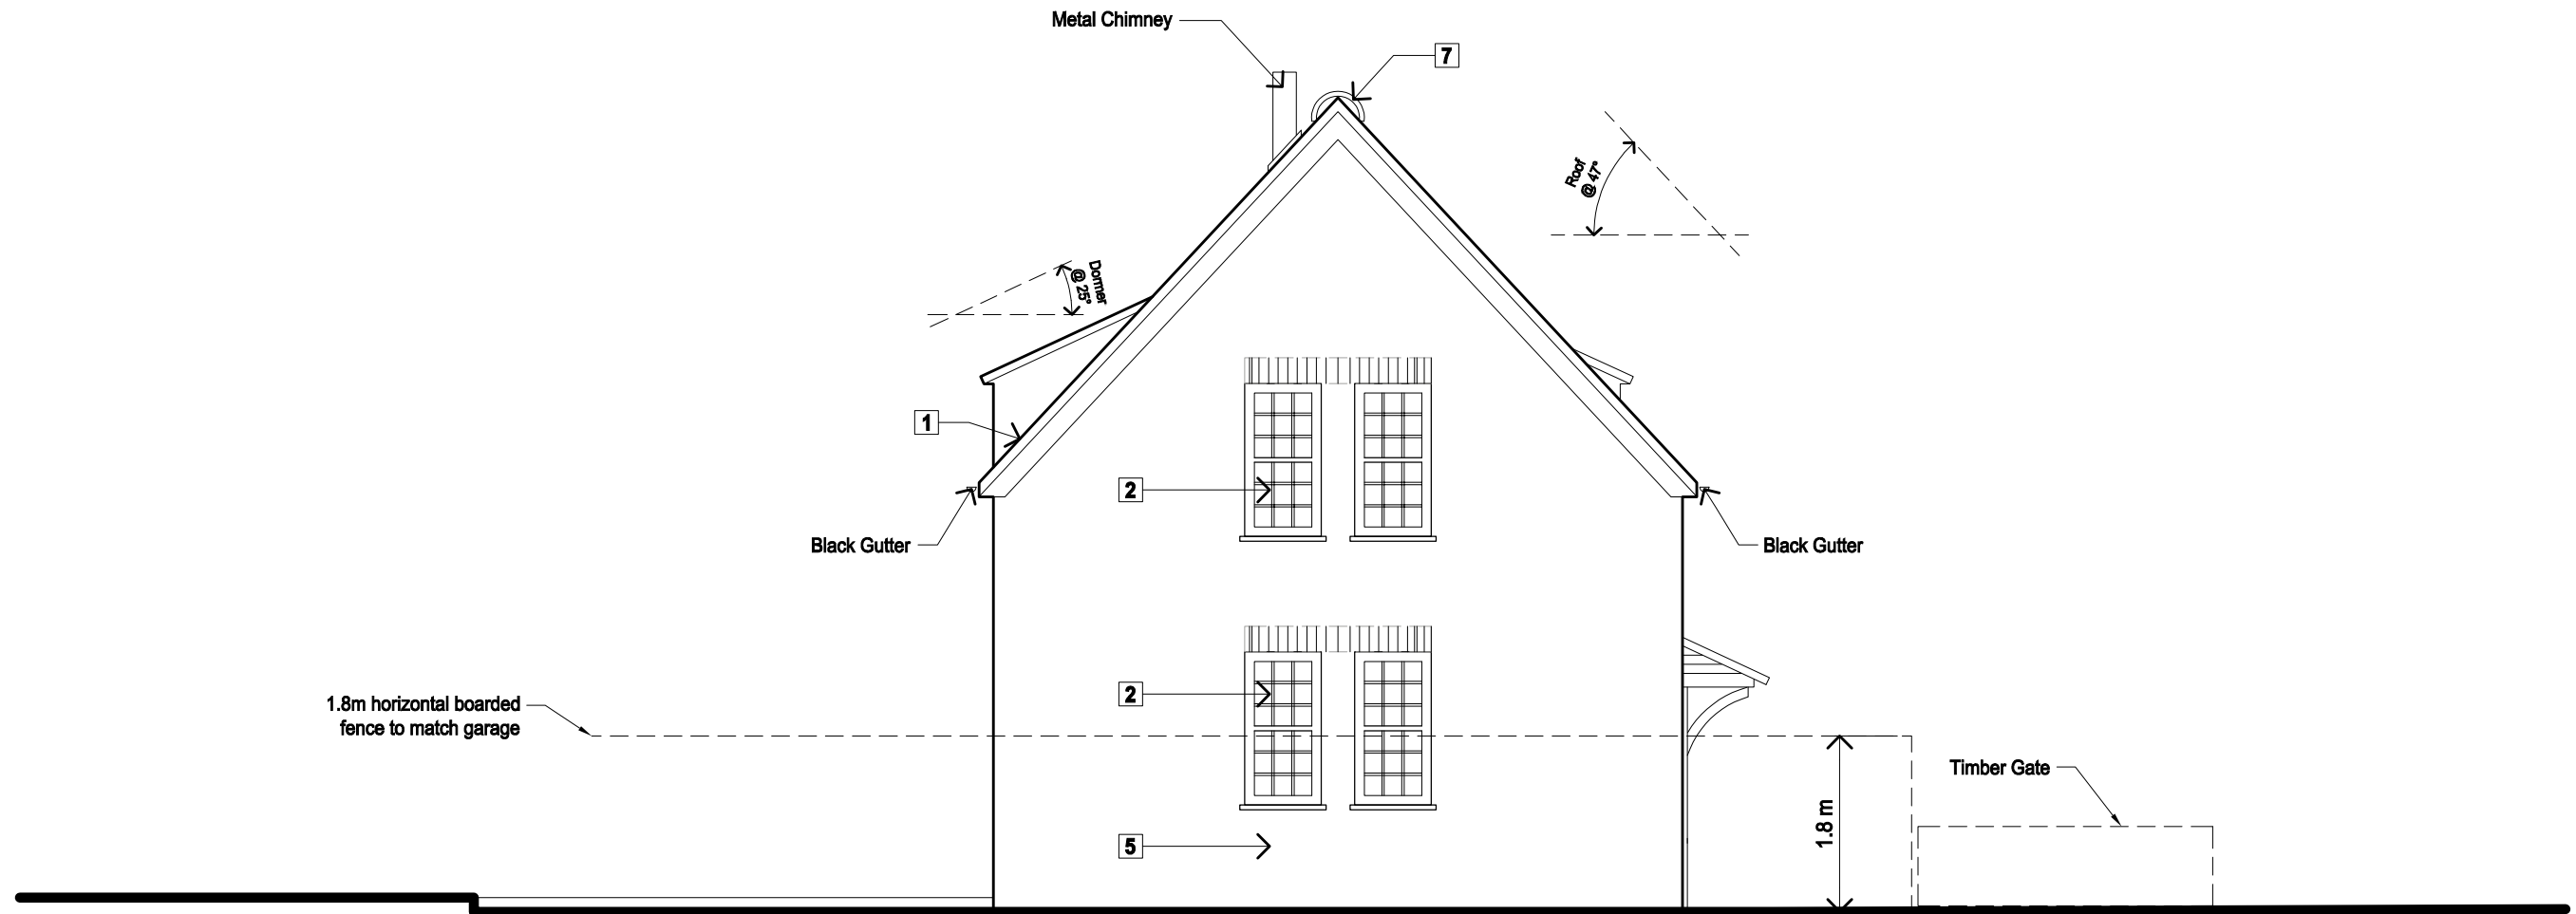 Metal Chimney
7
Roof
@ 47°
Dormer
@ 25°
1
2
Black Gutter
Black Gutter
2
1.8m horizontal boarded
fence to match garage
Timber Gate
1.8 m
5